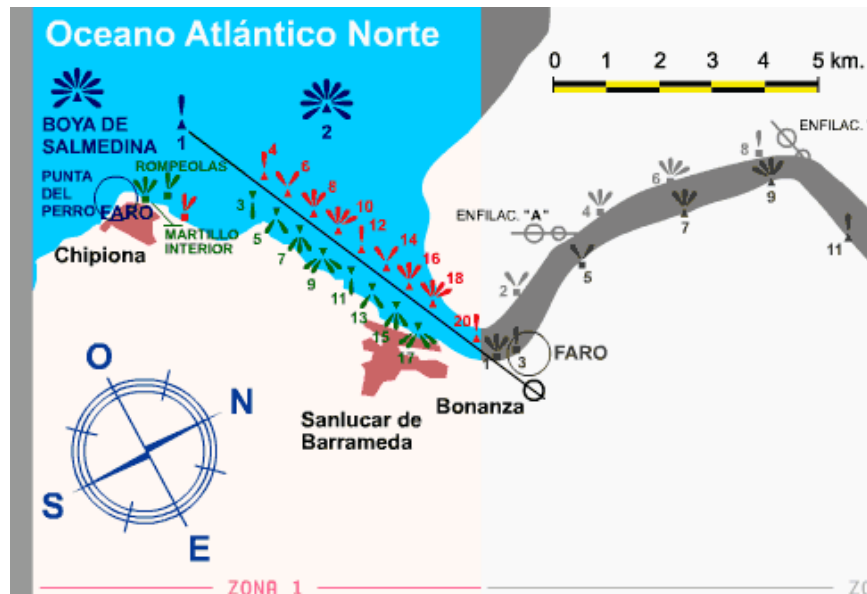 Oceano Atlántico Norte
0 1 2 3 4 5 km.
BOYA DE
SALMEDINA
1
2
ROMPEOLAS
PUNTA
DEL
PERRO
FARO
MARTILLO
INTERIOR
Chipiona
4
6
8
10
12
14
16
18
20
3
5
7
9
11
13
15
17
ENFILAC. "A"
ENFILAC. "
2
4
6
8
1
3
5
7
9
11
FARO
Bonanza
Sanlucar de
Barrameda
O
N
S
E
ZONA 1